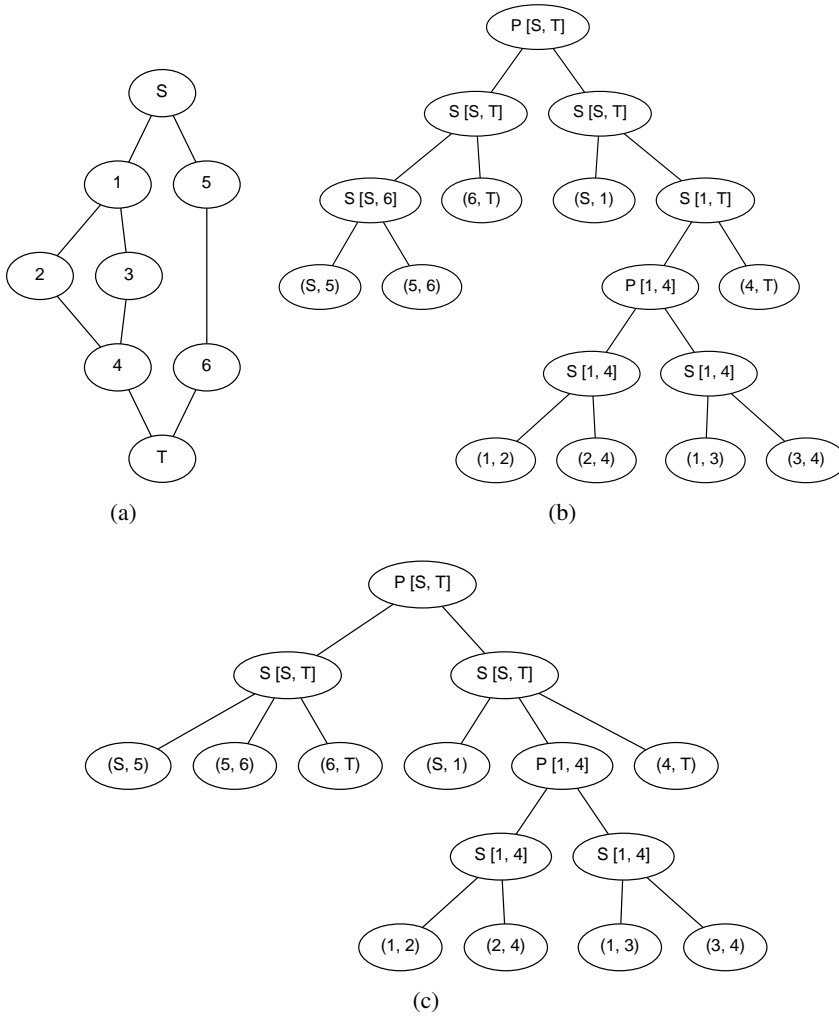 S
1
5
2
3
4
6
T
(a)
P [S, T]
S [S, T]
S [S, T]
S [S, 6]
(6, T)
(S, 1)
S [1, T]
(S, 5)
(5, 6)
P [1, 4]
(4, T)
S [1, 4]
S [1, 4]
(1, 2)
(2, 4)
(1, 3)
(3, 4)
(b)
P [S, T]
S [S, T]
S [S, T]
(S, 5)
(5, 6)
(6, T)
(S, 1)
P [1, 4]
(4, T)
S [1, 4]
S [1, 4]
(1, 2)
(2, 4)
(1, 3)
(3, 4)
(c)